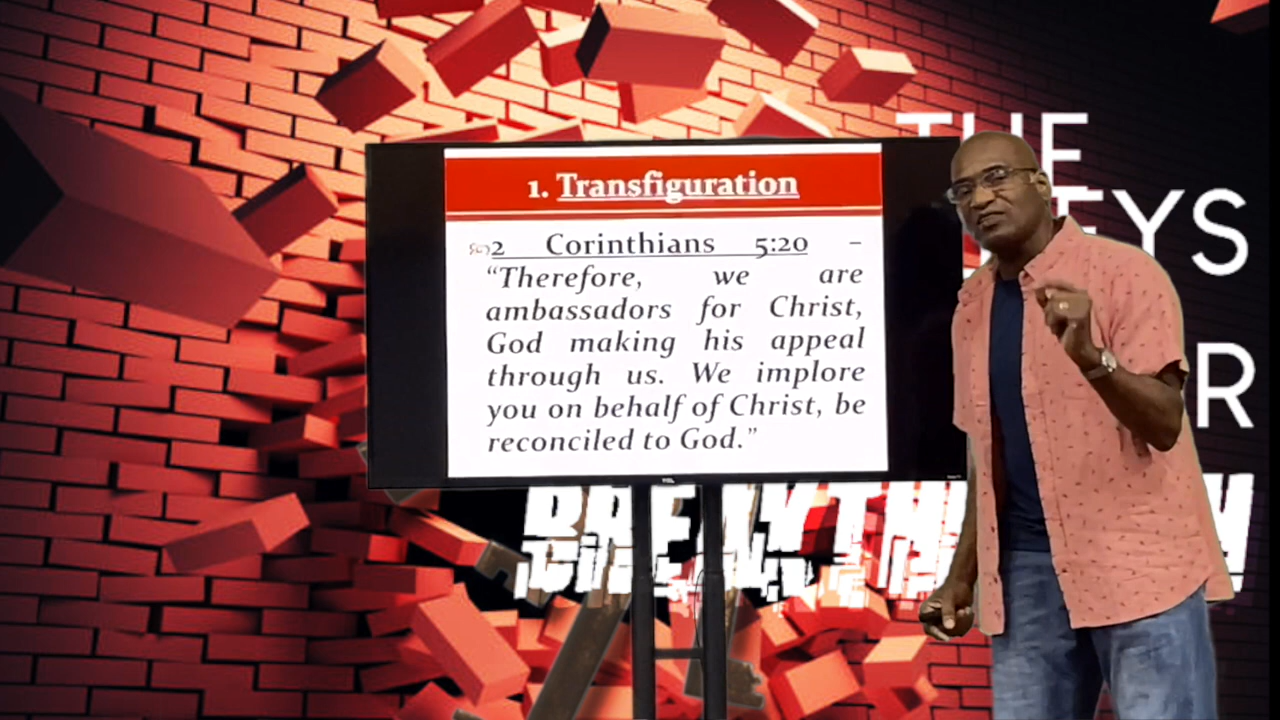 THE
1. Transfiguration
2 Corinthians 5:20 –
“Therefore, we are
ambassadors for Christ,
God making his appeal
through us. We implore
you on behalf of Christ, be
reconciled to God.”
TCL